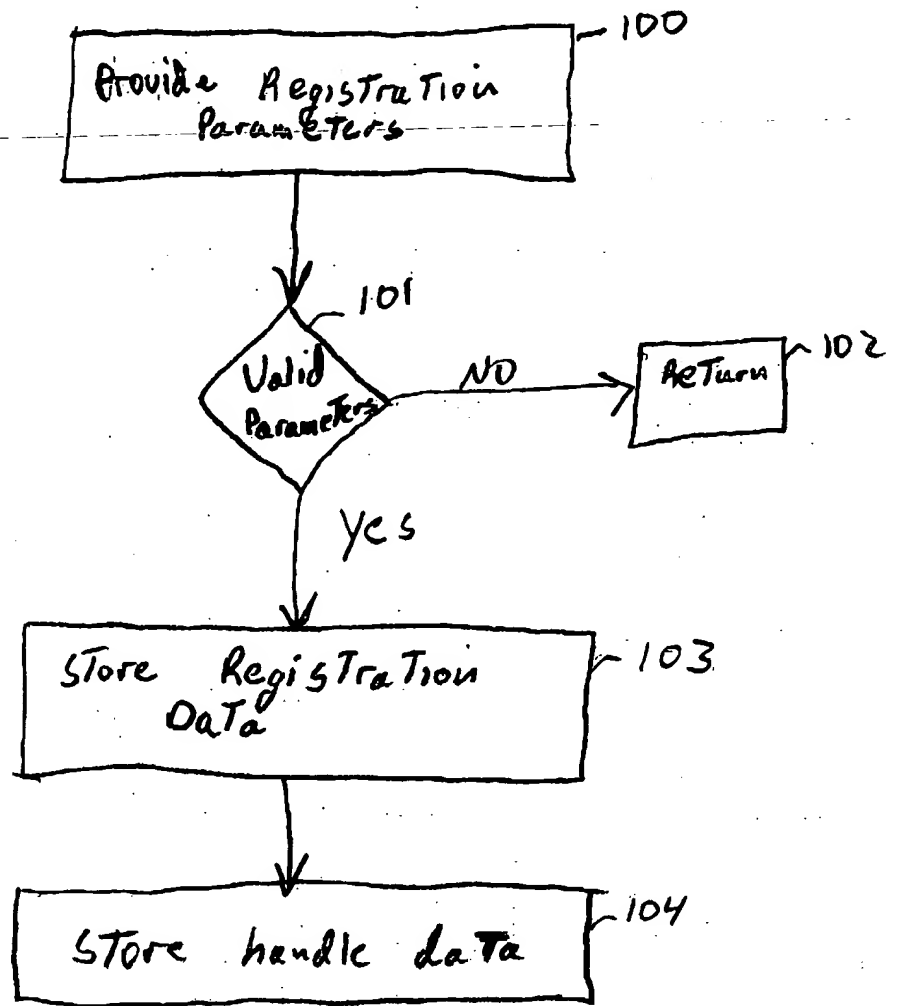 100
Provide Registration
Parameters
101
Valid
Parameters
NO
102
Return
Yes
103
Store Registration
Data
104
Store handle data